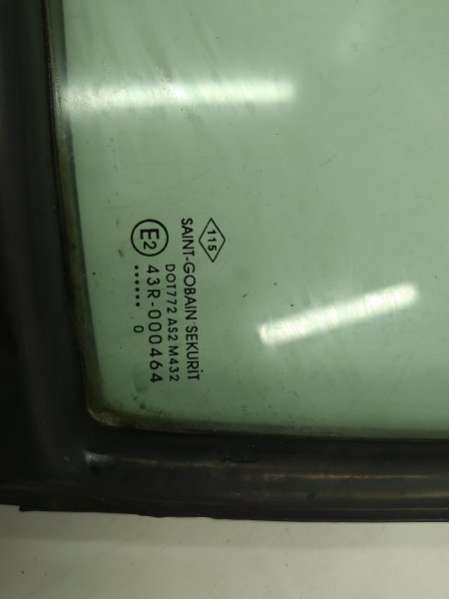 115
SAINT-GOBAIN SEKURiT
DOT772 AS2 M432
E2
43R-000464
••••••• 0